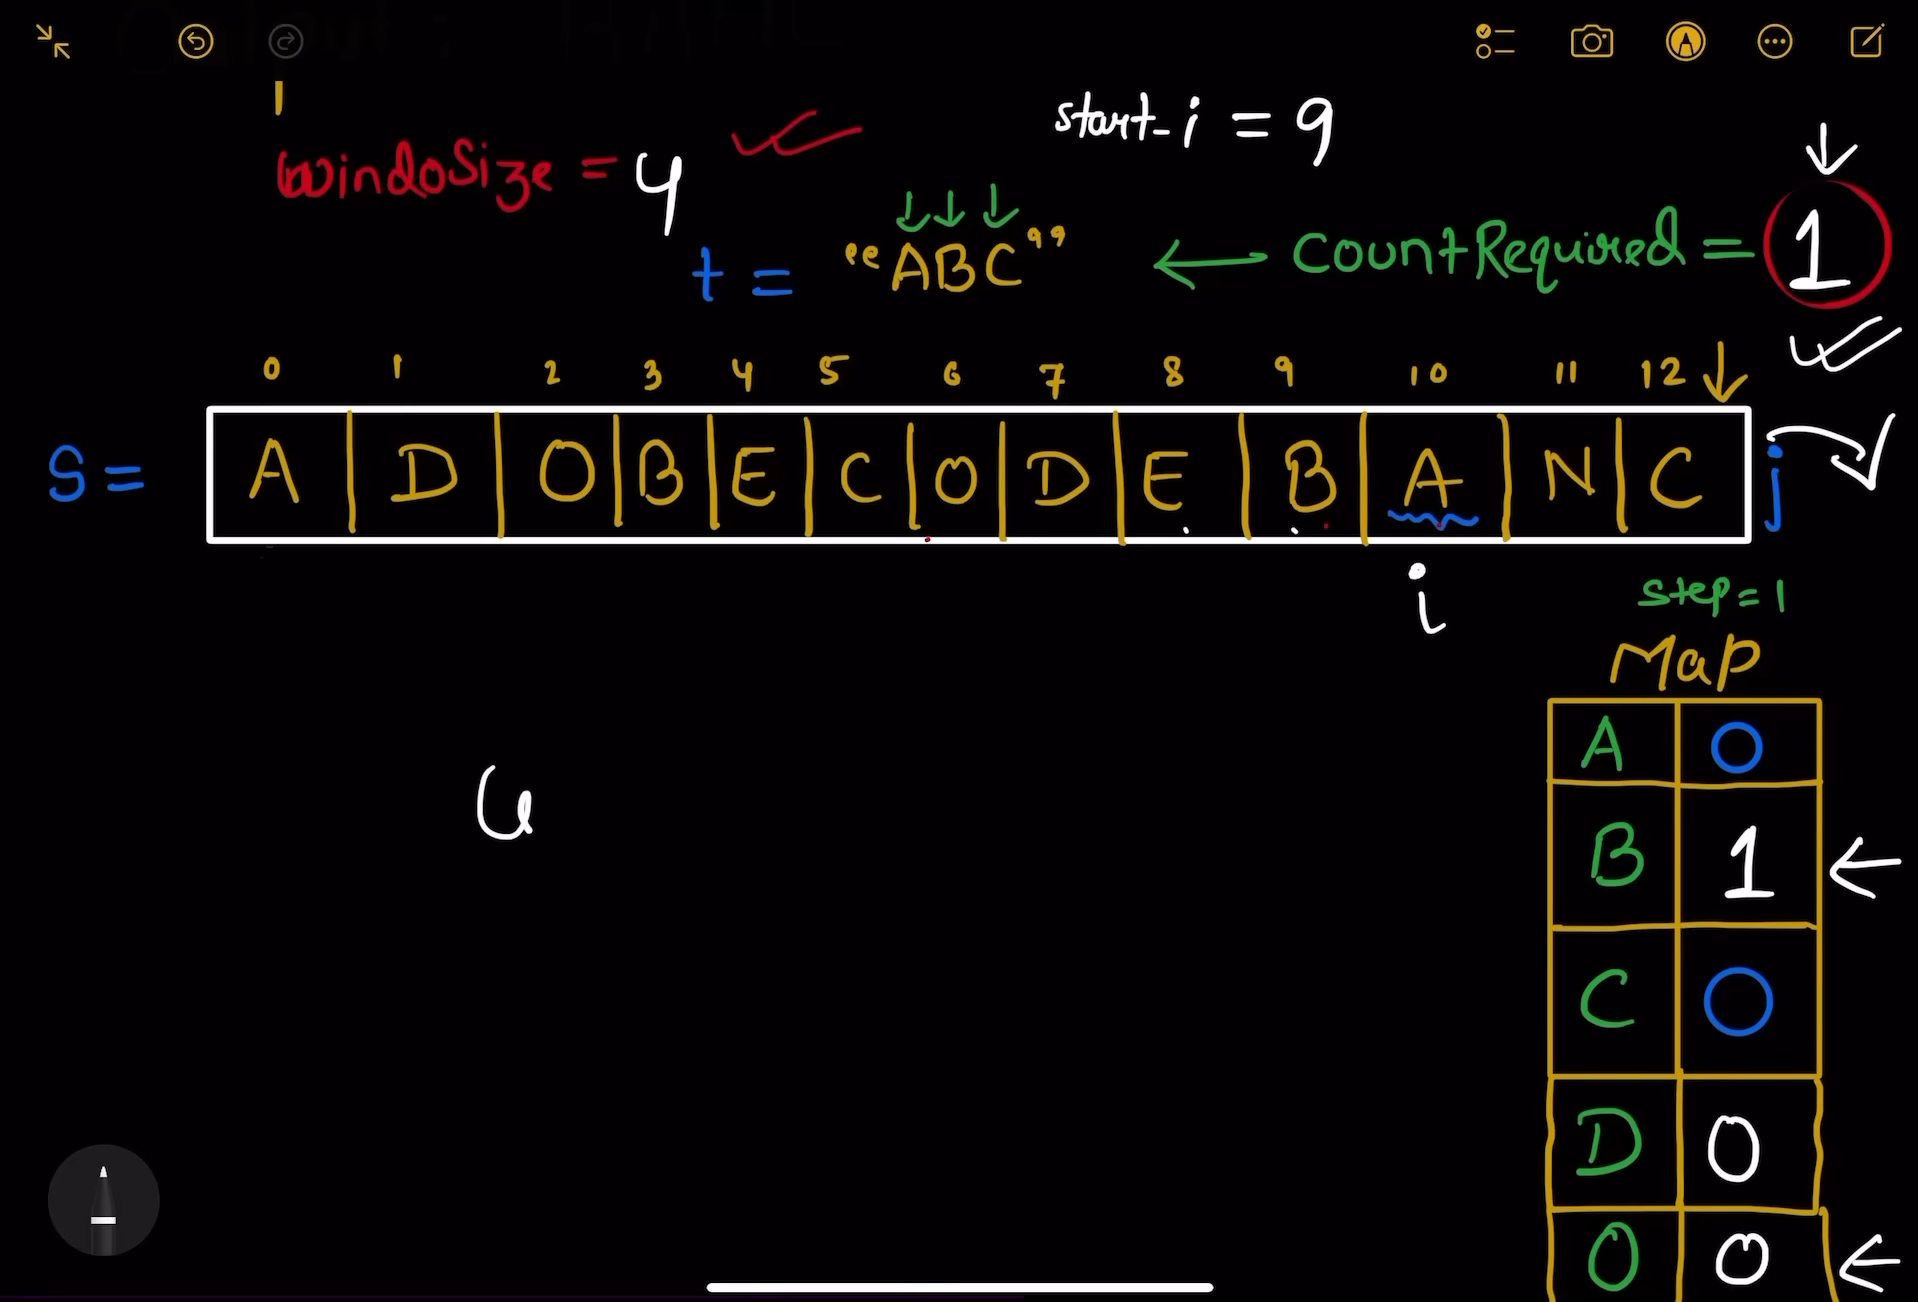 start_i = 9
windoSize = 4
t = "ABC" ← CountRequired = 1
0 1 2 3 4 5 6 7 8 9 10 11 12
S = A D O B E C O D E B A N C j
i
step = 1
Map
A 0
B 1
C 0
D 0
O 0